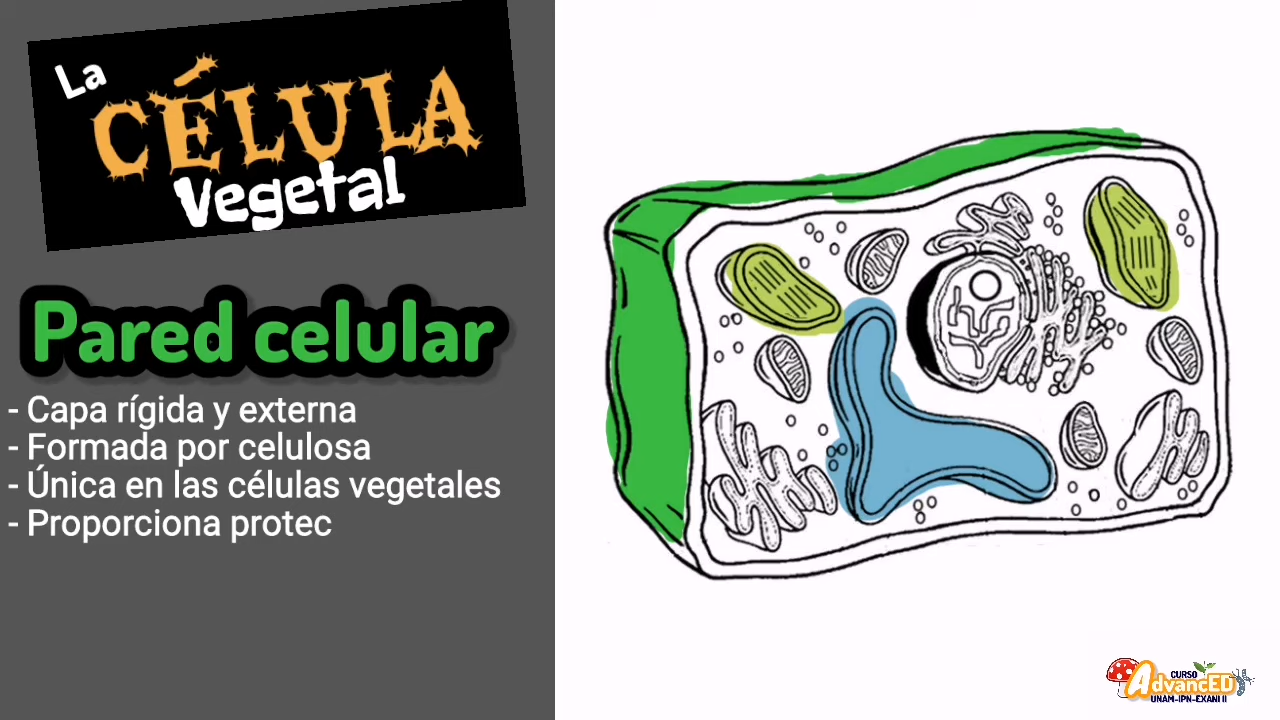 La
CÉLULA
vegetal
Pared celular
- Capa rígida y externa
- Formada por celulosa
- Única en las células vegetales
- Proporciona protec
CURSO
AdvancED
UNAM-IPN-EXANI II